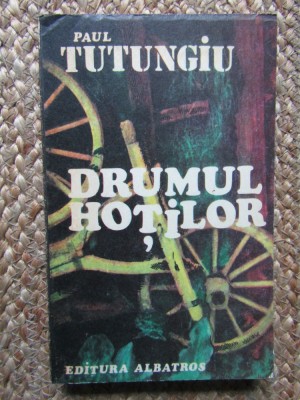 PAUL
TUTUNGiU
DRUMUL
HOȚiLOR
EDITURA ALBATROS